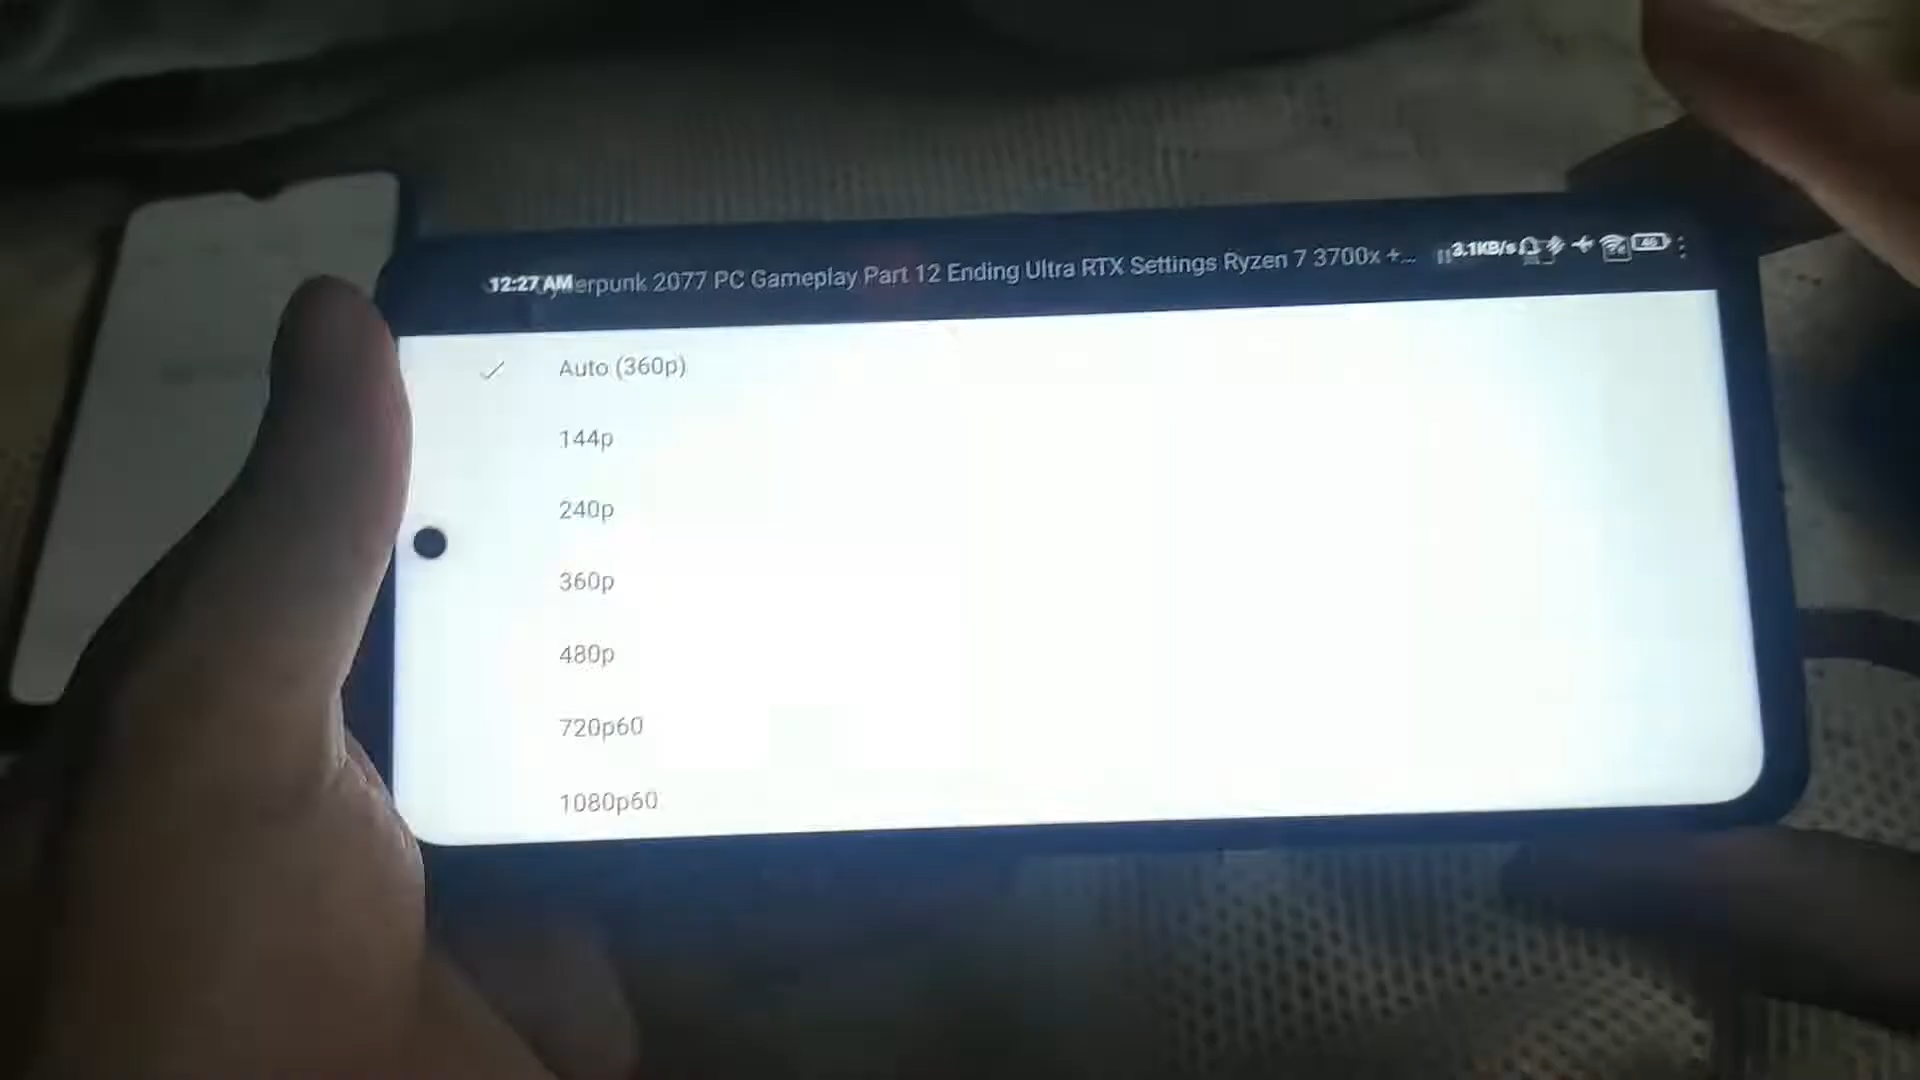 12:27 AM erpunk 2077 PC Gameplay Part 12 Ending Ultra RTX Settings Ryzen 7 3700x +... 3.1KB/s 46
Auto (360p)
144p
240p
360p
480p
720p60
1080p60